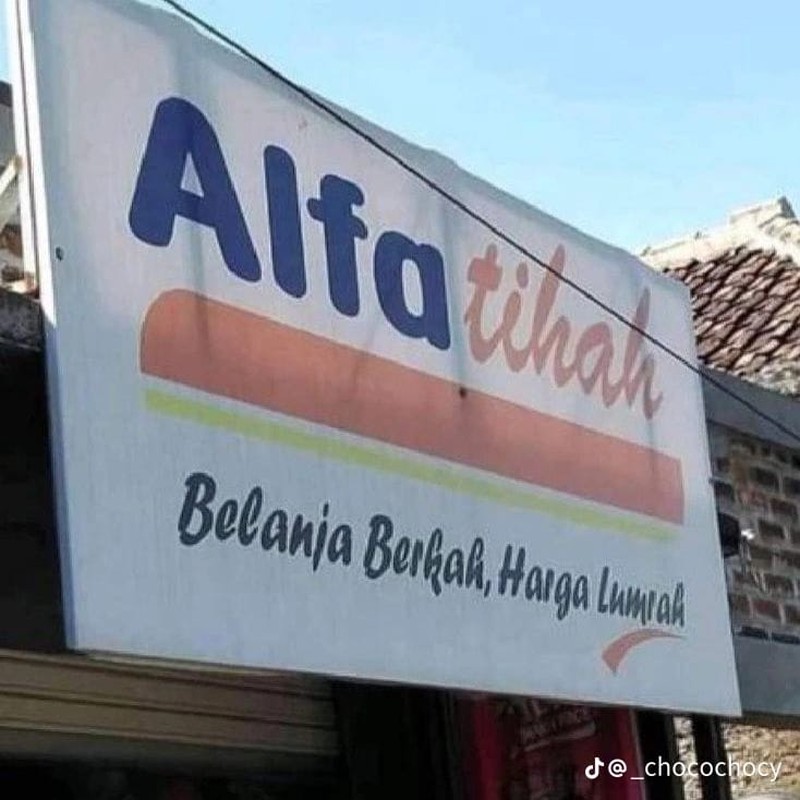 Alfatihah
Belanja Berkah, Harga Lumrah
@_chocochocy